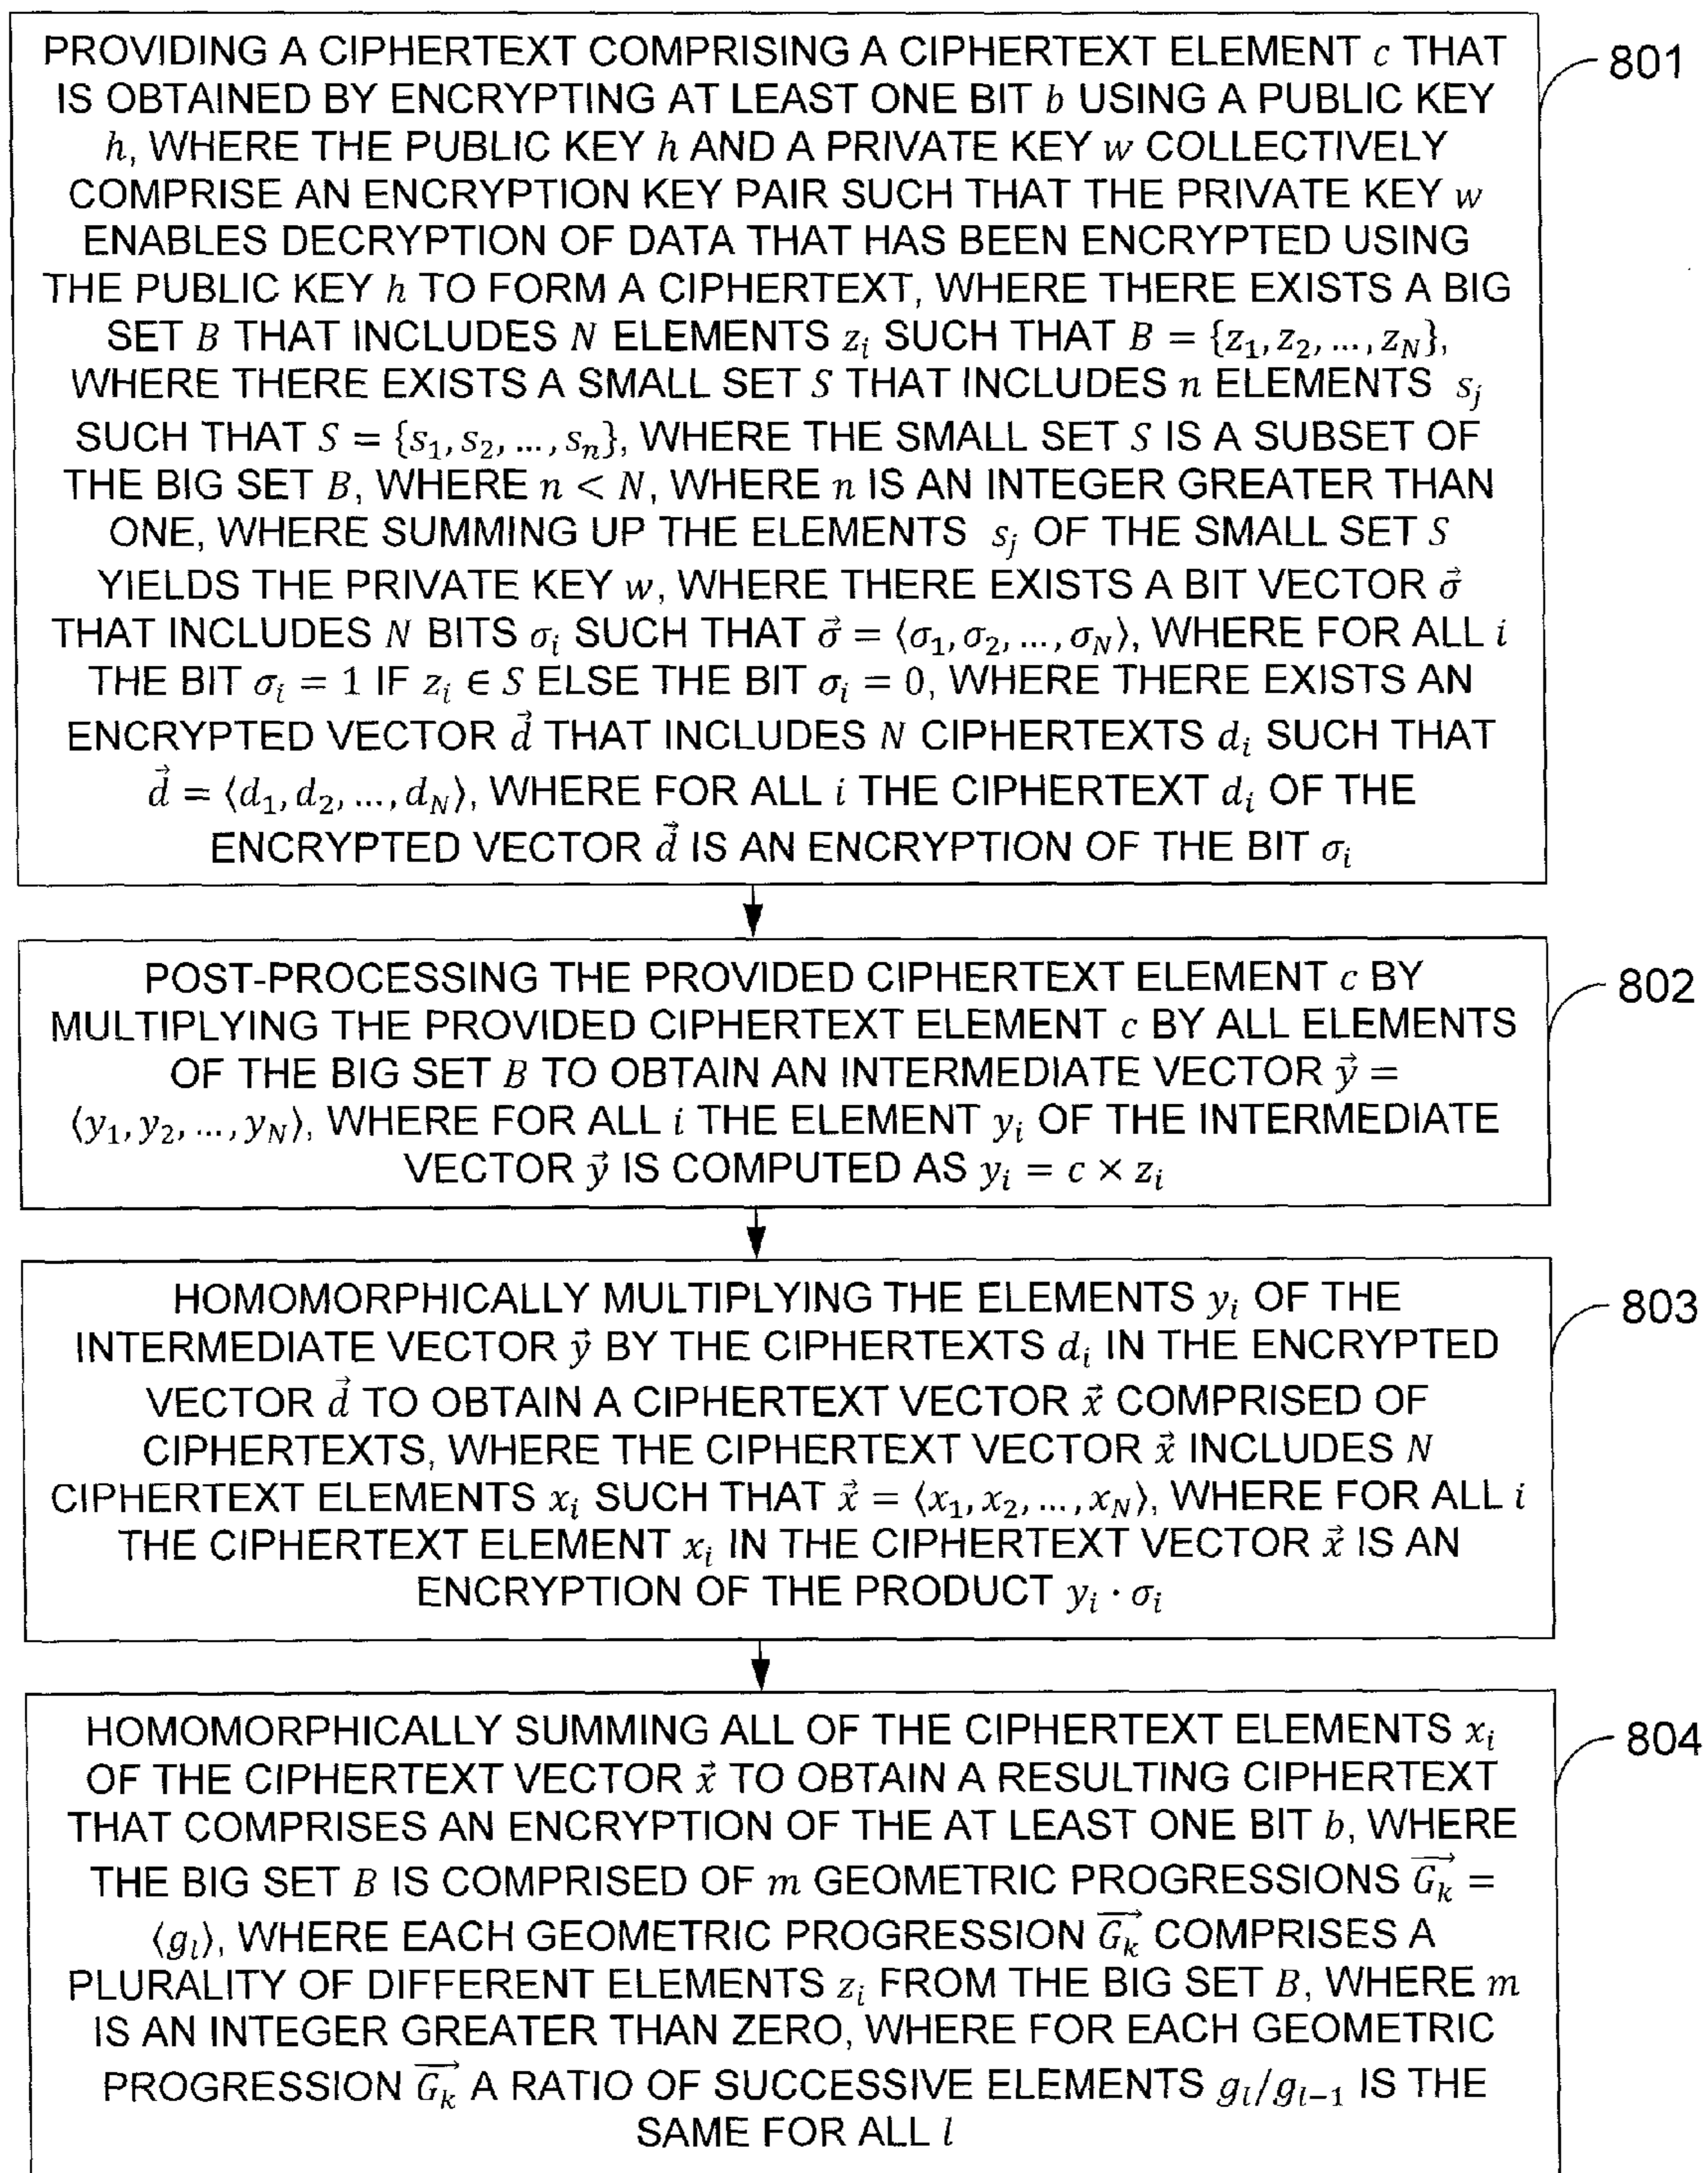 PROVIDING A CIPHERTEXT COMPRISING A CIPHERTEXT ELEMENT c THAT
IS OBTAINED BY ENCRYPTING AT LEAST ONE BIT b USING A PUBLIC KEY
h, WHERE THE PUBLIC KEY h AND A PRIVATE KEY w COLLECTIVELY
COMPRISE AN ENCRYPTION KEY PAIR SUCH THAT THE PRIVATE KEY w
ENABLES DECRYPTION OF DATA THAT HAS BEEN ENCRYPTED USING
THE PUBLIC KEY h TO FORM A CIPHERTEXT, WHERE THERE EXISTS A BIG
SET B THAT INCLUDES N ELEMENTS z_i SUCH THAT B = {z_1, z_2, ..., z_N},
WHERE THERE EXISTS A SMALL SET S THAT INCLUDES n ELEMENTS s_j
SUCH THAT S = {s_1, s_2, ..., s_n}, WHERE THE SMALL SET S IS A SUBSET OF
THE BIG SET B, WHERE n < N, WHERE n IS AN INTEGER GREATER THAN
ONE, WHERE SUMMING UP THE ELEMENTS s_j OF THE SMALL SET S
YIELDS THE PRIVATE KEY w, WHERE THERE EXISTS A BIT VECTOR σ⃗
THAT INCLUDES N BITS σ_i SUCH THAT σ⃗ = ⟨σ_1, σ_2, ..., σ_N⟩, WHERE FOR ALL i
THE BIT σ_i = 1 IF z_i ∈ S ELSE THE BIT σ_i = 0, WHERE THERE EXISTS AN
ENCRYPTED VECTOR d⃗ THAT INCLUDES N CIPHERTEXTS d_i SUCH THAT
d⃗ = ⟨d_1, d_2, ..., d_N⟩, WHERE FOR ALL i THE CIPHERTEXT d_i OF THE
ENCRYPTED VECTOR d⃗ IS AN ENCRYPTION OF THE BIT σ_i
801
POST-PROCESSING THE PROVIDED CIPHERTEXT ELEMENT c BY
MULTIPLYING THE PROVIDED CIPHERTEXT ELEMENT c BY ALL ELEMENTS
OF THE BIG SET B TO OBTAIN AN INTERMEDIATE VECTOR y⃗ =
⟨y_1, y_2, ..., y_N⟩, WHERE FOR ALL i THE ELEMENT y_i OF THE INTERMEDIATE
VECTOR y⃗ IS COMPUTED AS y_i = c × z_i
802
HOMOMORPHICALLY MULTIPLYING THE ELEMENTS y_i OF THE
INTERMEDIATE VECTOR y⃗ BY THE CIPHERTEXTS d_i IN THE ENCRYPTED
VECTOR d⃗ TO OBTAIN A CIPHERTEXT VECTOR x⃗ COMPRISED OF
CIPHERTEXTS, WHERE THE CIPHERTEXT VECTOR x⃗ INCLUDES N
CIPHERTEXT ELEMENTS x_i SUCH THAT x⃗ = ⟨x_1, x_2, ..., x_N⟩, WHERE FOR ALL i
THE CIPHERTEXT ELEMENT x_i IN THE CIPHERTEXT VECTOR x⃗ IS AN
ENCRYPTION OF THE PRODUCT y_i · σ_i
803
HOMOMORPHICALLY SUMMING ALL OF THE CIPHERTEXT ELEMENTS x_i
OF THE CIPHERTEXT VECTOR x⃗ TO OBTAIN A RESULTING CIPHERTEXT
THAT COMPRISES AN ENCRYPTION OF THE AT LEAST ONE BIT b, WHERE
THE BIG SET B IS COMPRISED OF m GEOMETRIC PROGRESSIONS G_k⃗ =
⟨g_l⟩, WHERE EACH GEOMETRIC PROGRESSION G_k⃗ COMPRISES A
PLURALITY OF DIFFERENT ELEMENTS z_i FROM THE BIG SET B, WHERE m
IS AN INTEGER GREATER THAN ZERO, WHERE FOR EACH GEOMETRIC
PROGRESSION G_k⃗ A RATIO OF SUCCESSIVE ELEMENTS g_l/g_{l-1} IS THE
SAME FOR ALL l
804